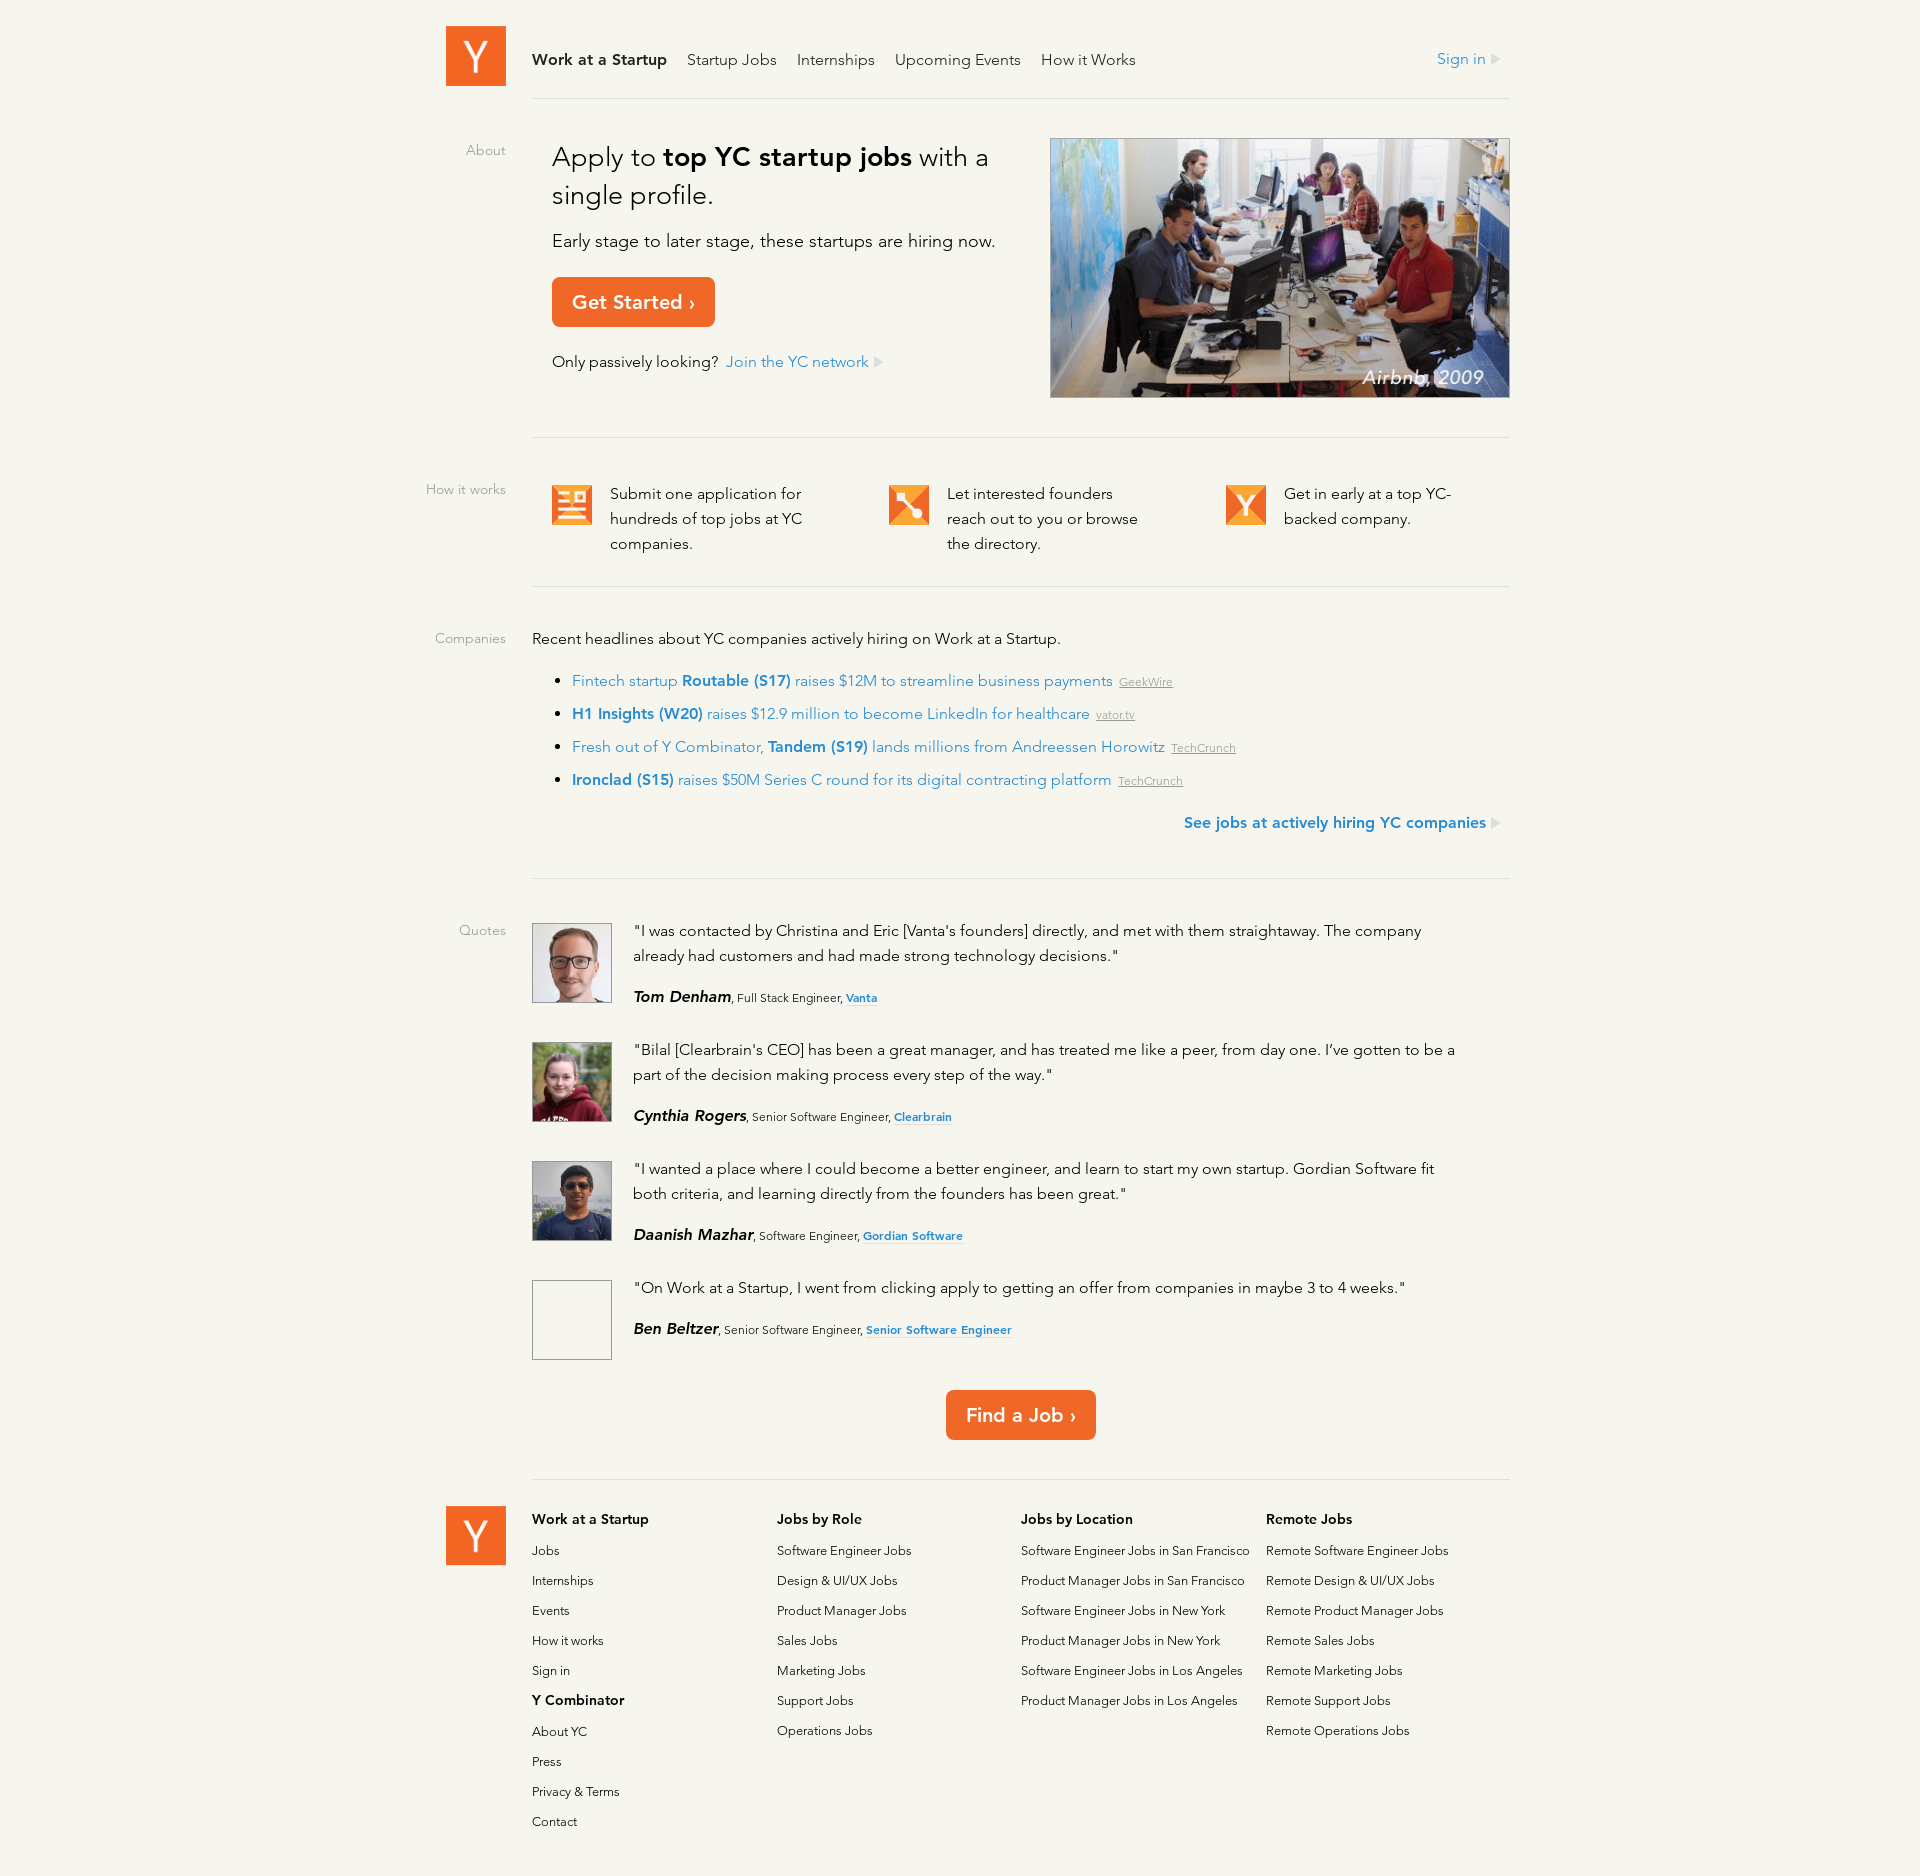 Y
Work at a Startup Startup Jobs Internships Upcoming Events How it Works Sign in
About
Apply to top YC startup jobs with a
single profile.
Early stage to later stage, these startups are hiring now.
Get Started ›
Only passively looking? Join the YC network
Airbnb, 2009
How it works
Submit one application for
hundreds of top jobs at YC
companies.
Let interested founders
reach out to you or browse
the directory.
Y
Get in early at a top YC-
backed company.
Companies
Recent headlines about YC companies actively hiring on Work at a Startup.
Fintech startup Routable (S17) raises $12M to streamline business payments GeekWire
H1 Insights (W20) raises $12.9 million to become LinkedIn for healthcare vator.tv
Fresh out of Y Combinator, Tandem (S19) lands millions from Andreessen Horowitz TechCrunch
Ironclad (S15) raises $50M Series C round for its digital contracting platform TechCrunch
See jobs at actively hiring YC companies
Quotes
"I was contacted by Christina and Eric [Vanta's founders] directly, and met with them straightaway. The company
already had customers and had made strong technology decisions."
Tom Denham, Full Stack Engineer, Vanta
"Bilal [Clearbrain's CEO] has been a great manager, and has treated me like a peer, from day one. I’ve gotten to be a
part of the decision making process every step of the way."
Cynthia Rogers, Senior Software Engineer, Clearbrain
"I wanted a place where I could become a better engineer, and learn to start my own startup. Gordian Software fit
both criteria, and learning directly from the founders has been great."
Daanish Mazhar, Software Engineer, Gordian Software
"On Work at a Startup, I went from clicking apply to getting an offer from companies in maybe 3 to 4 weeks."
Ben Beltzer, Senior Software Engineer, Senior Software Engineer
Find a Job ›
Y
Work at a Startup
Jobs
Internships
Events
How it works
Sign in
Y Combinator
About YC
Press
Privacy & Terms
Contact
Jobs by Role
Software Engineer Jobs
Design & UI/UX Jobs
Product Manager Jobs
Sales Jobs
Marketing Jobs
Support Jobs
Operations Jobs
Jobs by Location
Software Engineer Jobs in San Francisco
Product Manager Jobs in San Francisco
Software Engineer Jobs in New York
Product Manager Jobs in New York
Software Engineer Jobs in Los Angeles
Product Manager Jobs in Los Angeles
Remote Jobs
Remote Software Engineer Jobs
Remote Design & UI/UX Jobs
Remote Product Manager Jobs
Remote Sales Jobs
Remote Marketing Jobs
Remote Support Jobs
Remote Operations Jobs